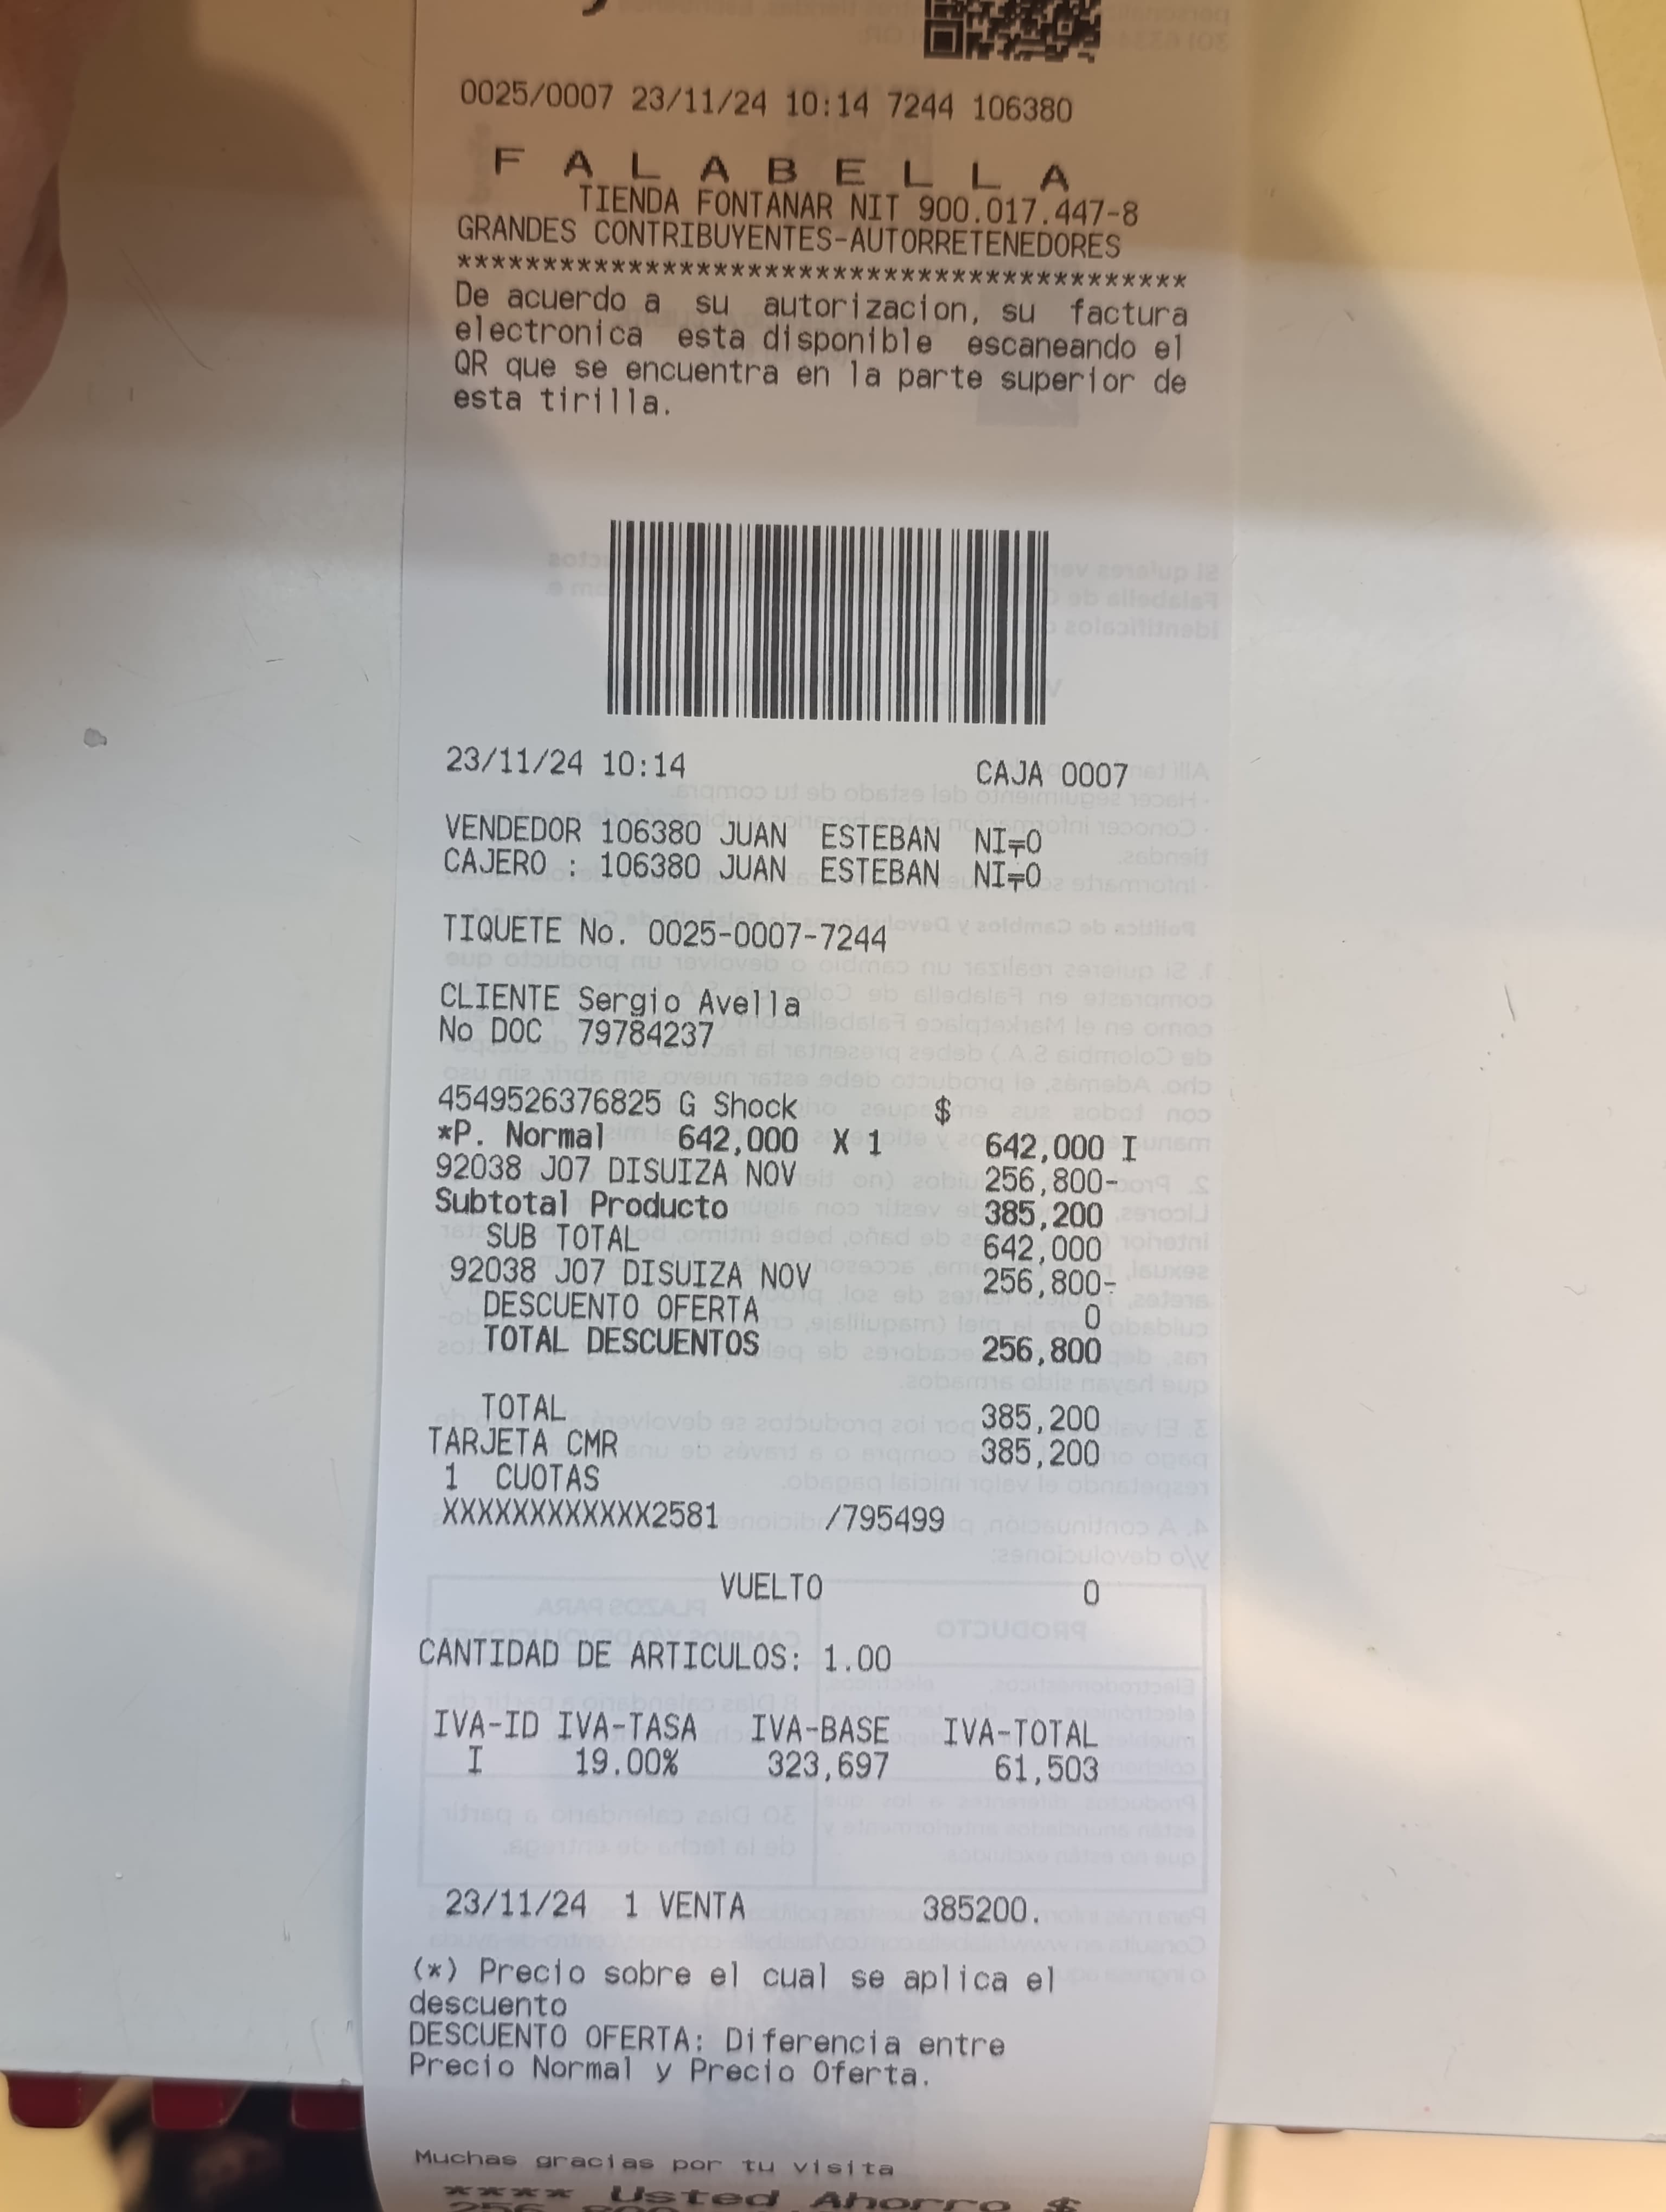 0025/0007 23/11/24 10:14 7244 106380
F A L A B E L L A
TIENDA FONTANAR NIT 900.017.447-8
GRANDES CONTRIBUYENTES-AUTORRETENEDORES
*******************************************
De acuerdo a su autorizacion, su factura
electronica esta disponible escaneando el
QR que se encuentra en la parte superior de
esta tirilla.
23/11/24 10:14 CAJA 0007
VENDEDOR 106380 JUAN ESTEBAN
CAJERO : 106380 JUAN ESTEBAN
TIQUETE No. 0025-0007-7244
CLIENTE Sergio Avella
No DOC 79784237
4549526376825 G Shock $
*P. Normal 642,000 X 1 642,000 I
92038 J07 DISUIZA NOV 256,800-
Subtotal Producto 385,200
SUB TOTAL 642,000
92038 J07 DISUIZA NOV 256,800-
DESCUENTO OFERTA 0
TOTAL DESCUENTOS 256,800
TOTAL 385,200
TARJETA CMR 385,200
1 CUOTAS
XXXXXXXXXXXX2581 /795499
VUELTO 0
CANTIDAD DE ARTICULOS: 1.00
IVA-ID IVA-TASA IVA-BASE IVA-TOTAL
I 19.00% 323,697 61,503
23/11/24 1 VENTA 385200.
(*) Precio sobre el cual se aplica el
descuento
DESCUENTO OFERTA: Diferencia entre
Precio Normal y Precio Oferta.
Muchas gracias por tu visita
**** Usted Ahorro $